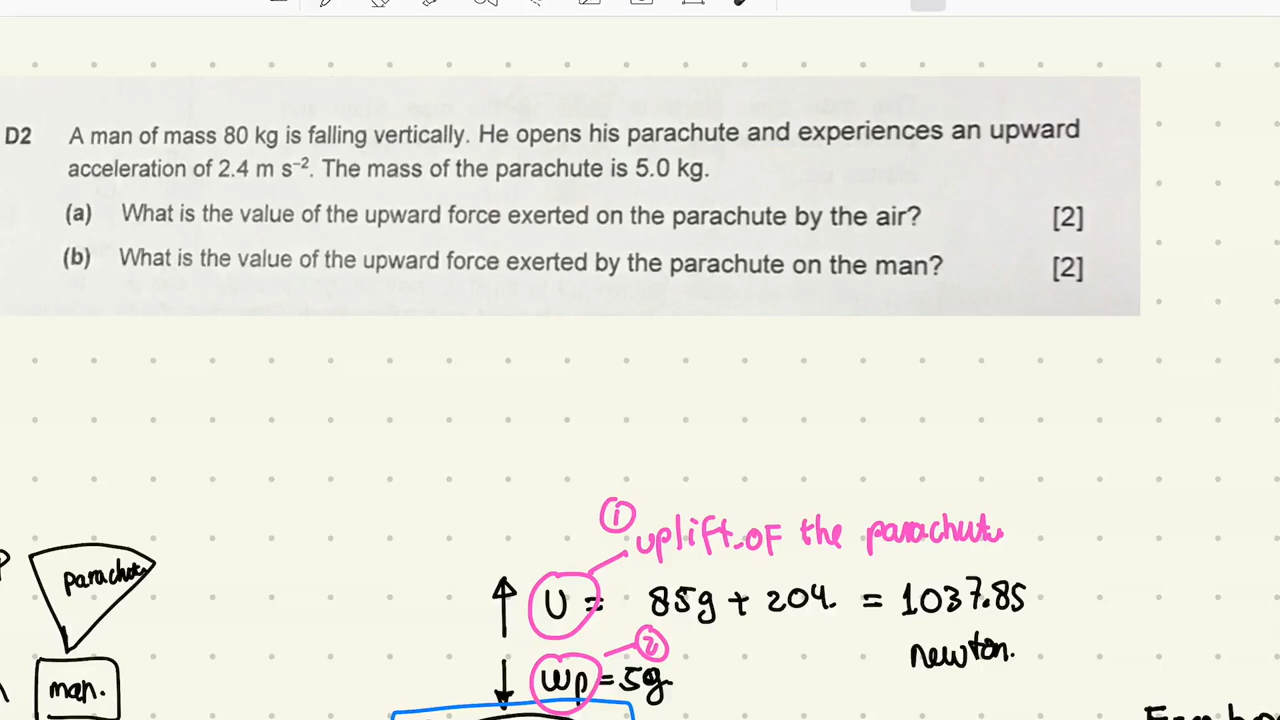 D2 A man of mass 80 kg is falling vertically. He opens his parachute and experiences an upward
acceleration of 2.4 m s⁻². The mass of the parachute is 5.0 kg.
(a) What is the value of the upward force exerted on the parachute by the air? [2]
(b) What is the value of the upward force exerted by the parachute on the man? [2]
① uplift of the parachute
parachute
U = 85g + 204. = 1037.85
newton.
②
man.
wp = 5g